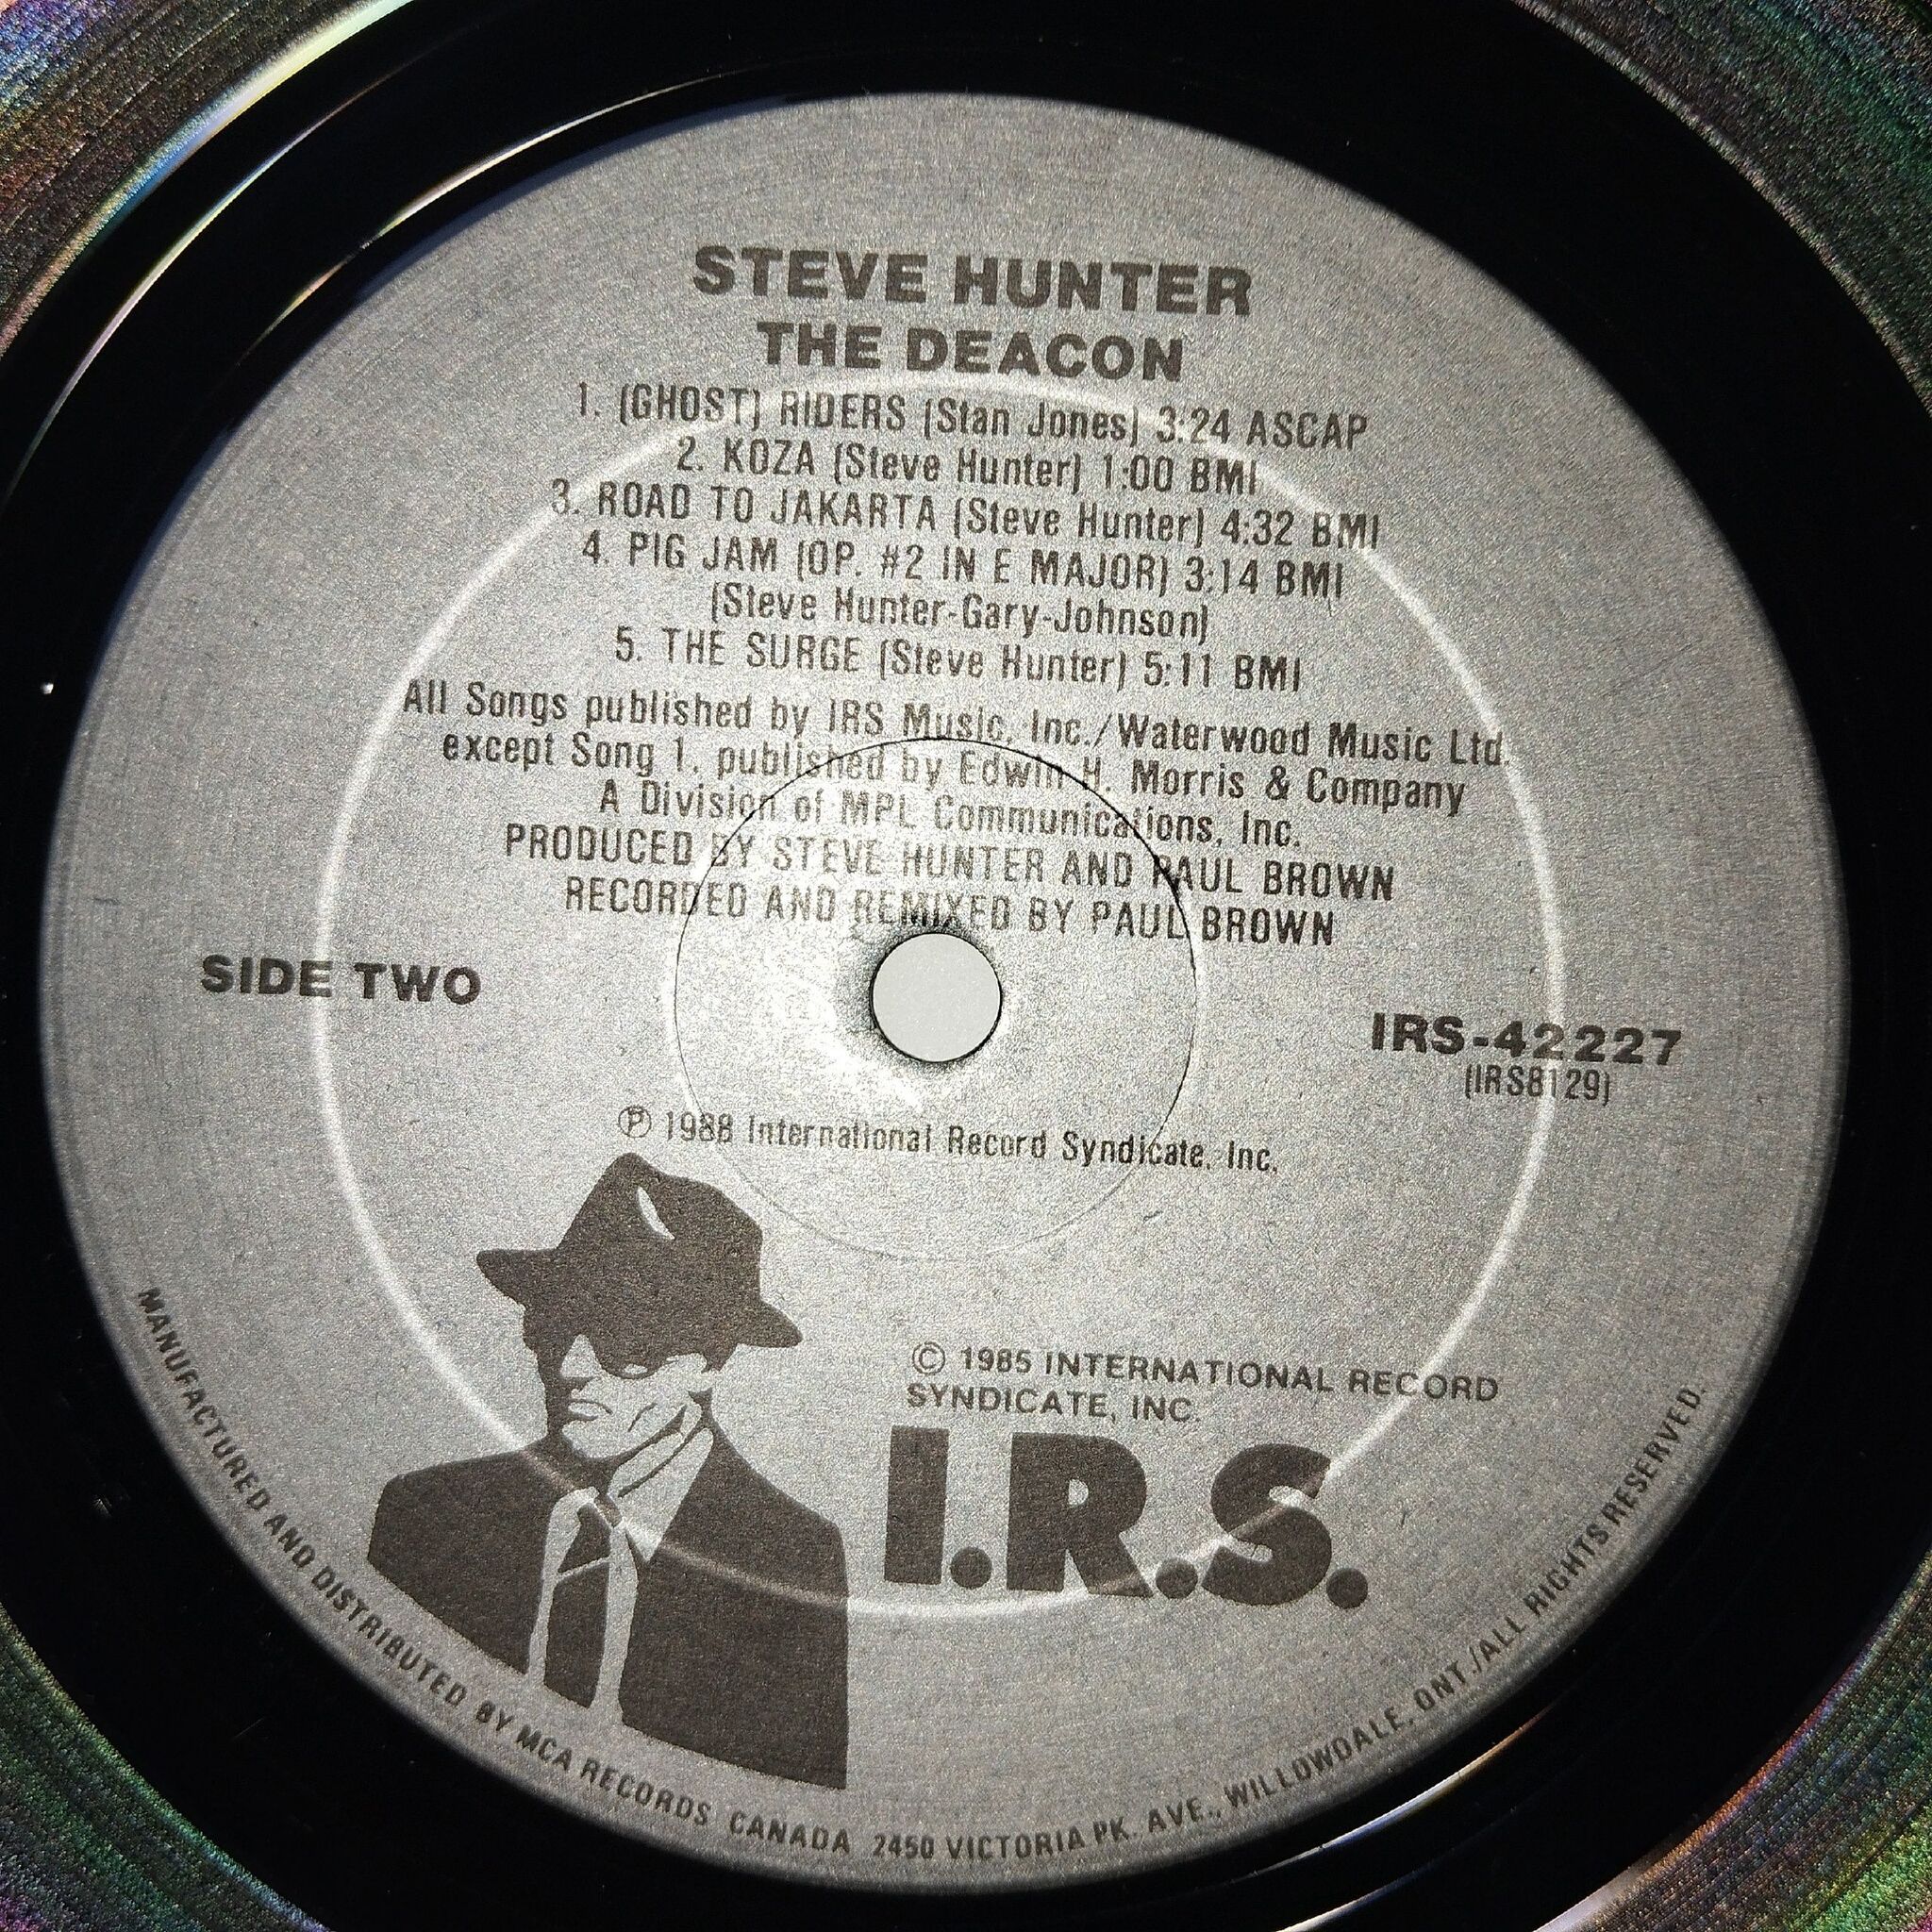 STEVE HUNTER
THE DEACON
1. (GHOST) RIDERS (Stan Jones) 3:24 ASCAP
2. KOZA (Steve Hunter) 1:00 BMI
3. ROAD TO JAKARTA (Steve Hunter) 4:32 BMI
4. PIG JAM (OP. #2 IN E MAJOR) 3:14 BMI
(Steve Hunter-Gary-Johnson)
5. THE SURGE (Steve Hunter) 5:11 BMI
All Songs published by IRS Music, Inc./Waterwood Music Ltd.
except Song 1, published by Edwin H. Morris & Company
A Division of MPL Communications, Inc.
PRODUCED BY STEVE HUNTER AND PAUL BROWN
RECORDED AND REMIXED BY PAUL BROWN
SIDE TWO
IRS-42227
(IRS8129)
℗ 1988 International Record Syndicate, Inc.
© 1985 INTERNATIONAL RECORD
SYNDICATE, INC.
I.R.S.
MANUFACTURED AND DISTRIBUTED BY MCA RECORDS CANADA 2450 VICTORIA PK. AVE., WILLOWDALE, ONT./ALL RIGHTS RESERVED.